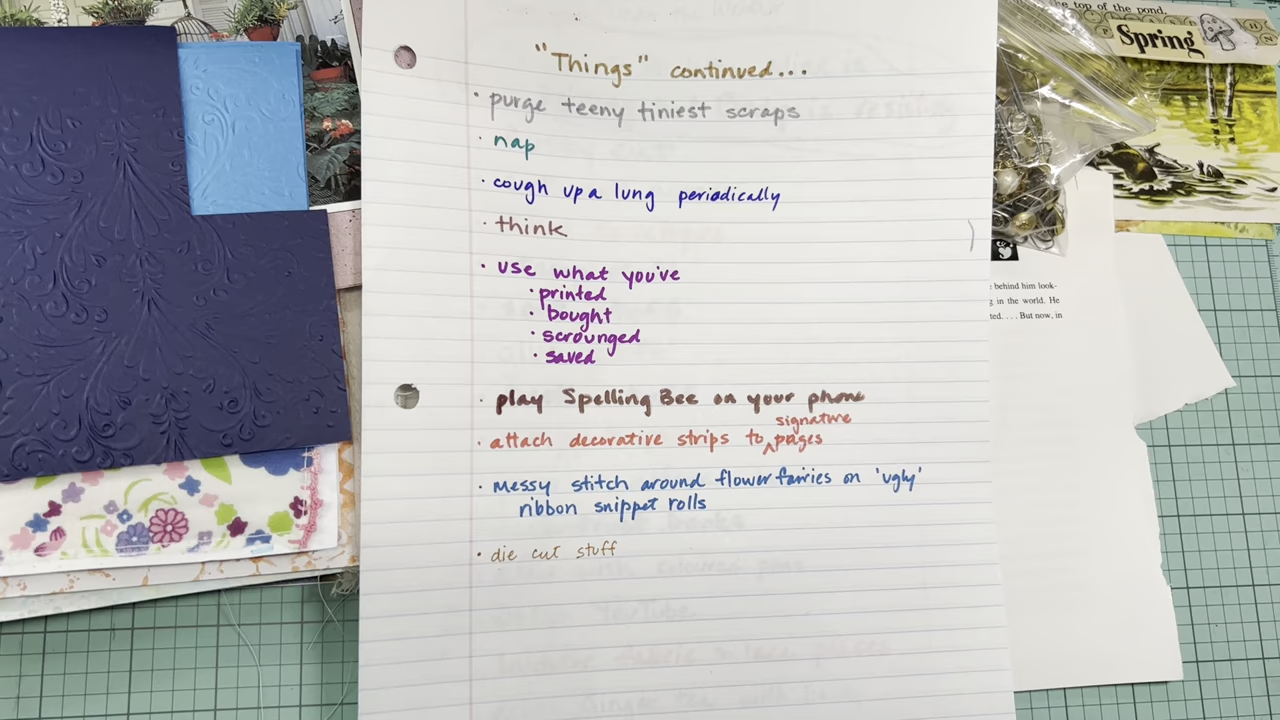 "Things" continued...
• purge teeny tiniest scraps
• nap
• cough up a lung periodically
• think
• use what you've
• printed
• bought
• scrounged
• saved
• play Spelling Bee on your phone
signature
• attach decorative strips to ^ pages
• messy stitch around flower fairies on 'ugly'
ribbon snippet rolls
• die cut stuff
e top of the pond.
Spring
behind him look-
g in the world. He
ted. . . . But now, in